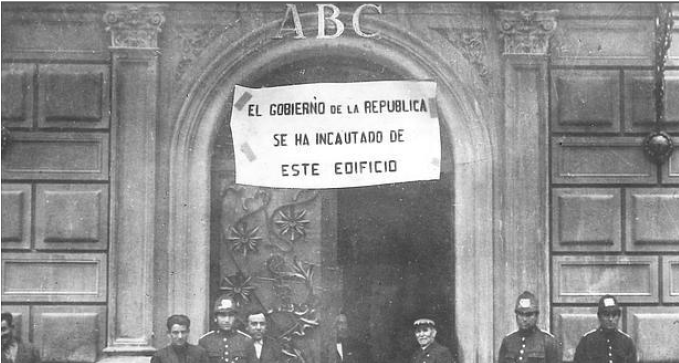 ABC
EL GOBIERNO DE LA REPUBLICA
SE HA INCAUTADO DE
ESTE EDIFICIO